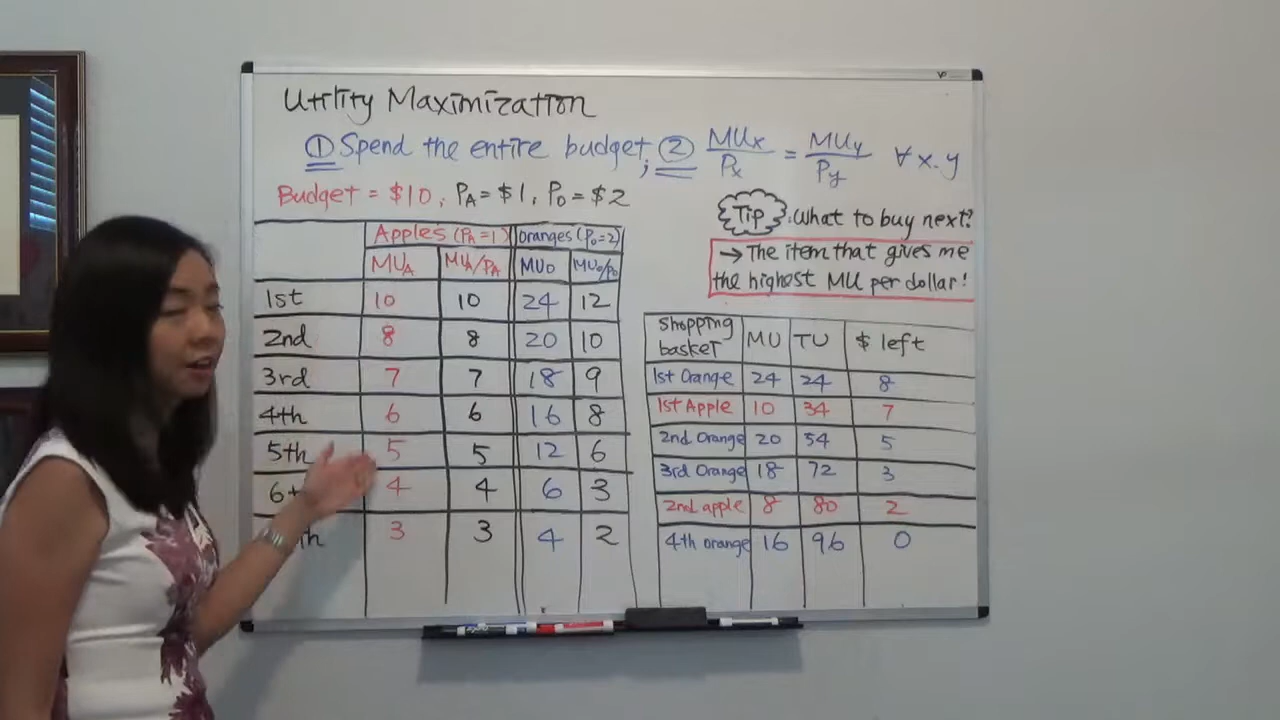 Utility Maximization
① Spend the entire budget; ② MUx/Px = MUy/Py ∀ x.y
Budget = $10, PA = $1, Po = $2
Tip: What to buy next?
→ The item that gives me
the highest MU per dollar!
Apples (PA=1) Oranges (Po=2)
MUA MUA/PA MUo MUo/Po
1st 10 10 24 12
2nd 8 8 20 10
3rd 7 7 18 9
4th 6 6 16 8
5th 5 5 12 6
4 4 6 3
3 3 4 2
Shopping basket MU TU $ left
1st Orange 24 24 8
1st Apple 10 34 7
2nd Orange 20 54 5
3rd Orange 18 72 3
2nd apple 8 80 2
4th orange 16 96 0